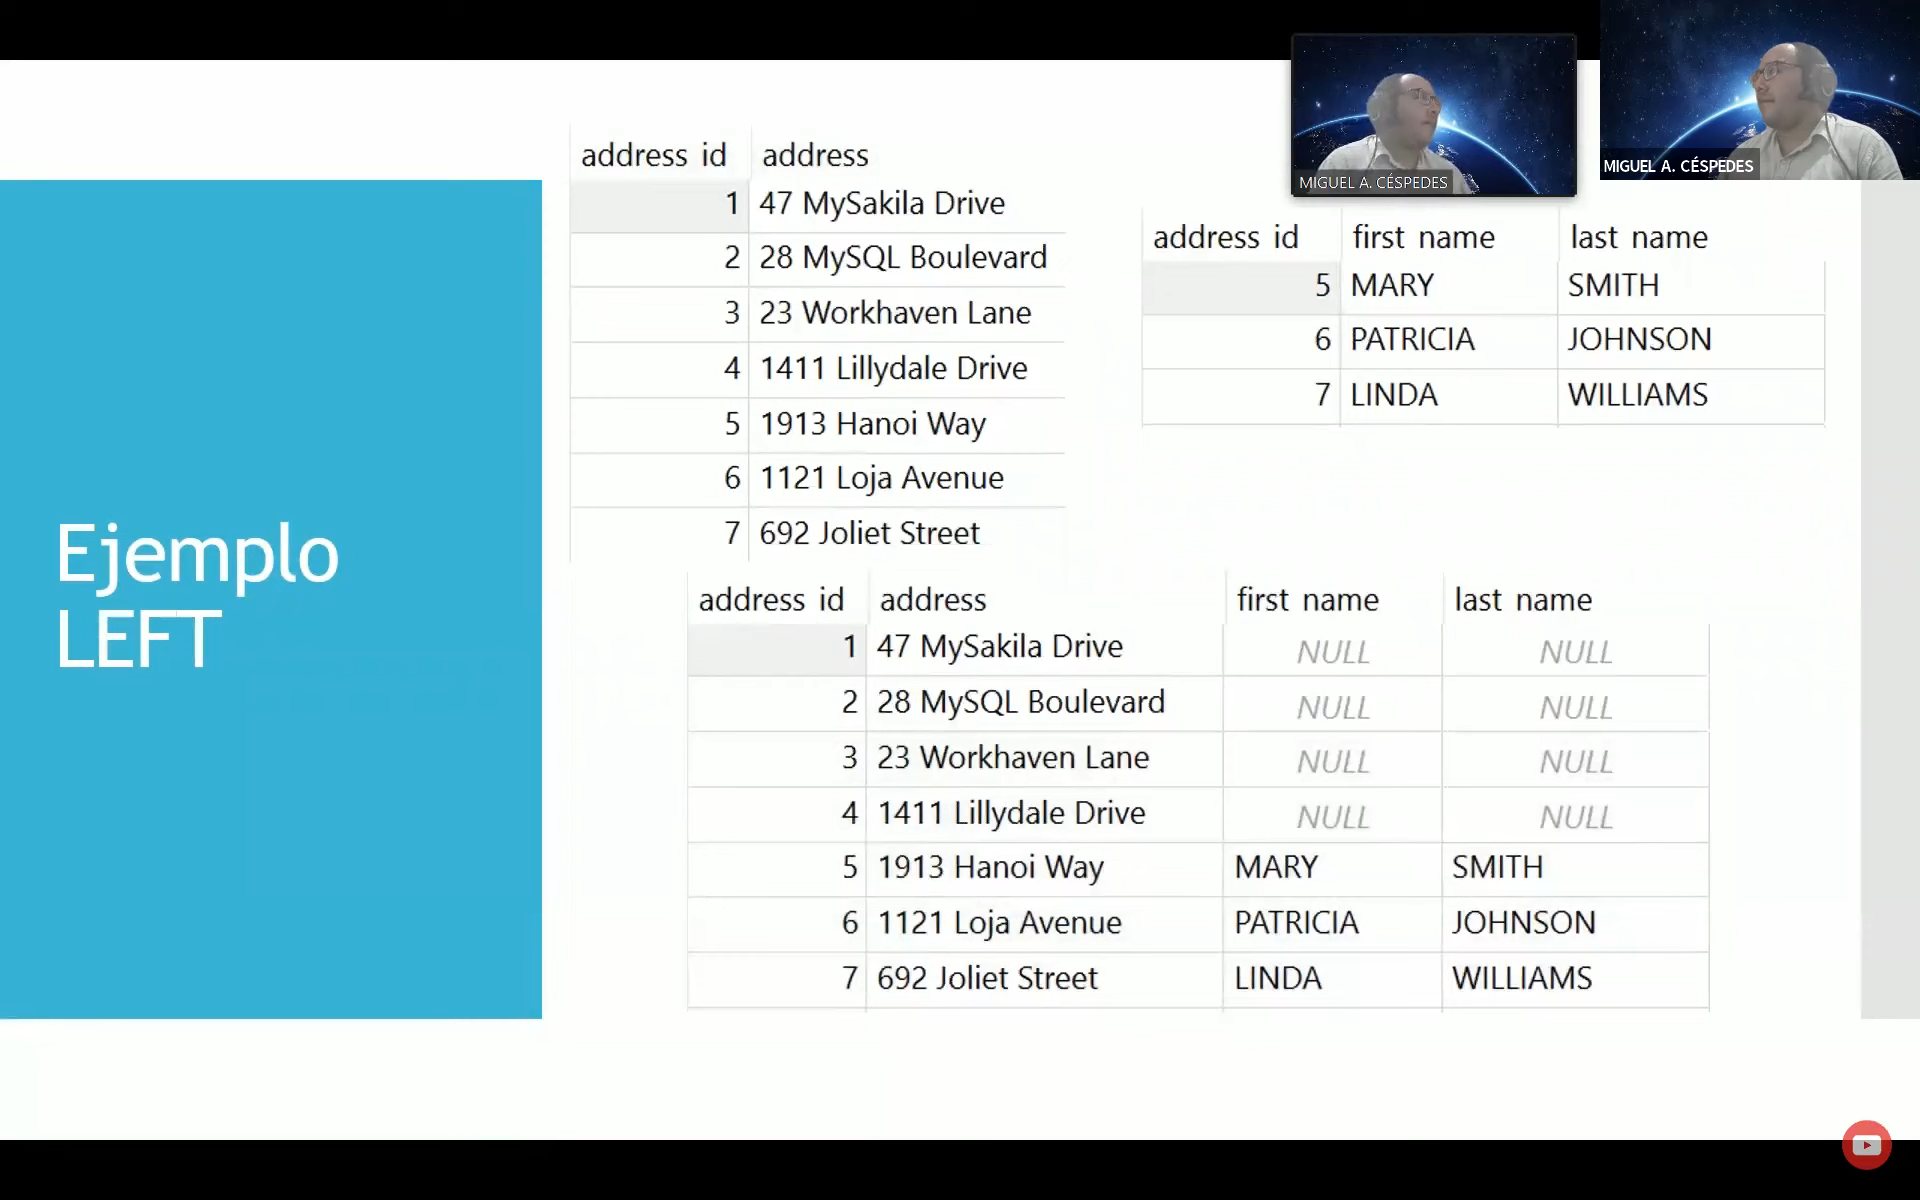 MIGUEL A. CÉSPEDES
MIGUEL A. CÉSPEDES
Ejemplo
LEFT
address id address
1 47 MySakila Drive
2 28 MySQL Boulevard
3 23 Workhaven Lane
4 1411 Lillydale Drive
5 1913 Hanoi Way
6 1121 Loja Avenue
7 692 Joliet Street
address id first name last name
5 MARY SMITH
6 PATRICIA JOHNSON
7 LINDA WILLIAMS
address id address first name last name
1 47 MySakila Drive NULL NULL
2 28 MySQL Boulevard NULL NULL
3 23 Workhaven Lane NULL NULL
4 1411 Lillydale Drive NULL NULL
5 1913 Hanoi Way MARY SMITH
6 1121 Loja Avenue PATRICIA JOHNSON
7 692 Joliet Street LINDA WILLIAMS